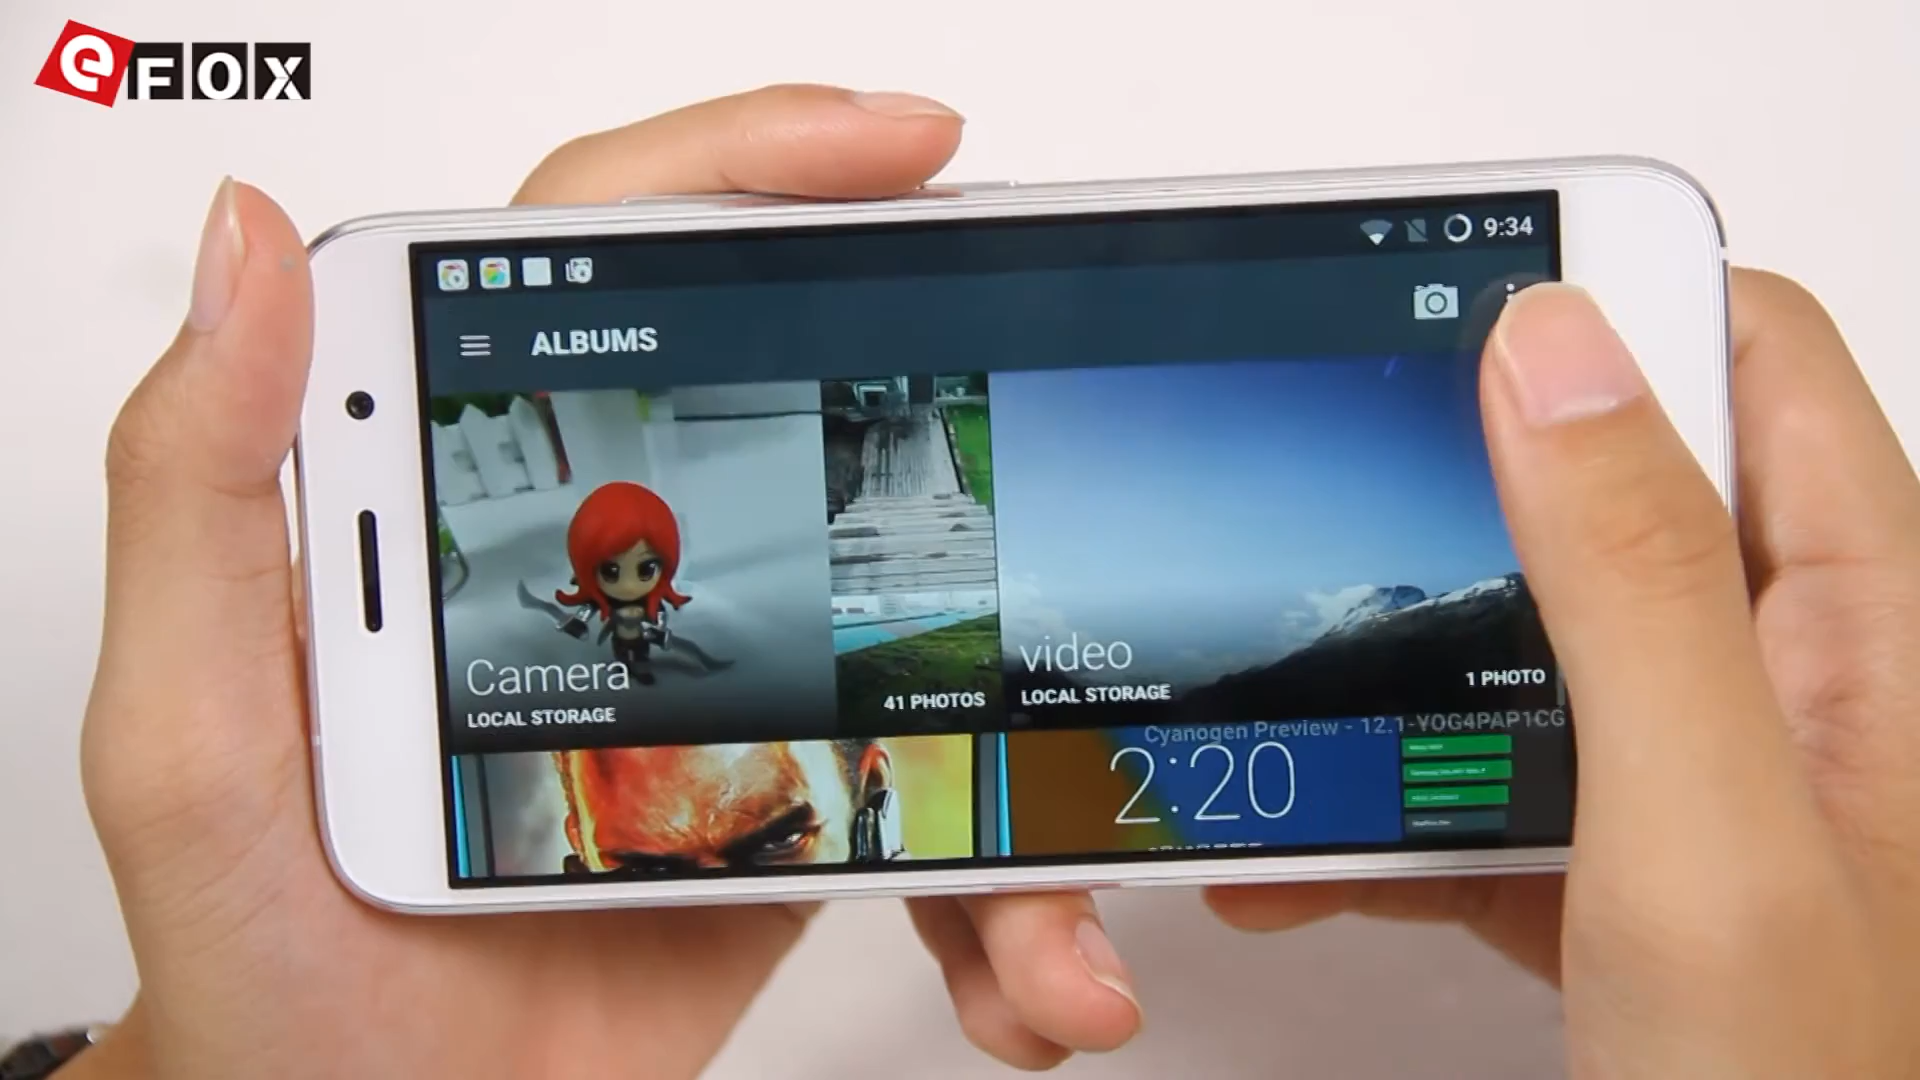 eFOX
9:34
ALBUMS
Camera
LOCAL STORAGE
41 PHOTOS
video
LOCAL STORAGE
1 PHOTO
Cyanogen Preview - 12.1-YOG4PAP1CG
2:20